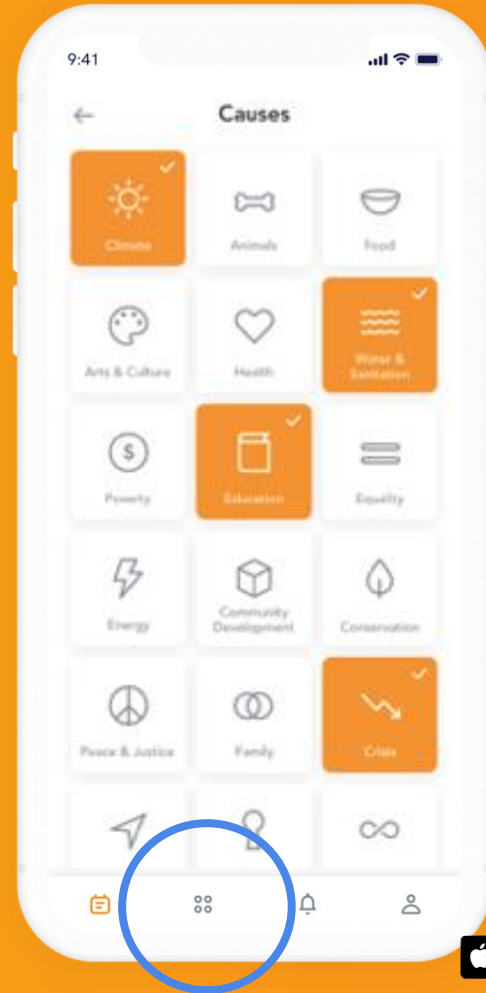 9:41
Causes
Climate
Animals
Food
Arts & Culture
Health
Water &
Sanitation
Poverty
Education
Equality
Energy
Community
Development
Conservation
Peace & Justice
Family
Crisis